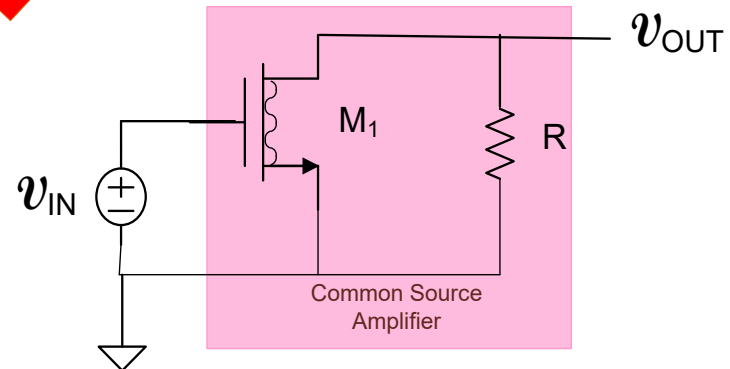 𝓋OUT
M₁
R
𝓋IN
Common Source
Amplifier